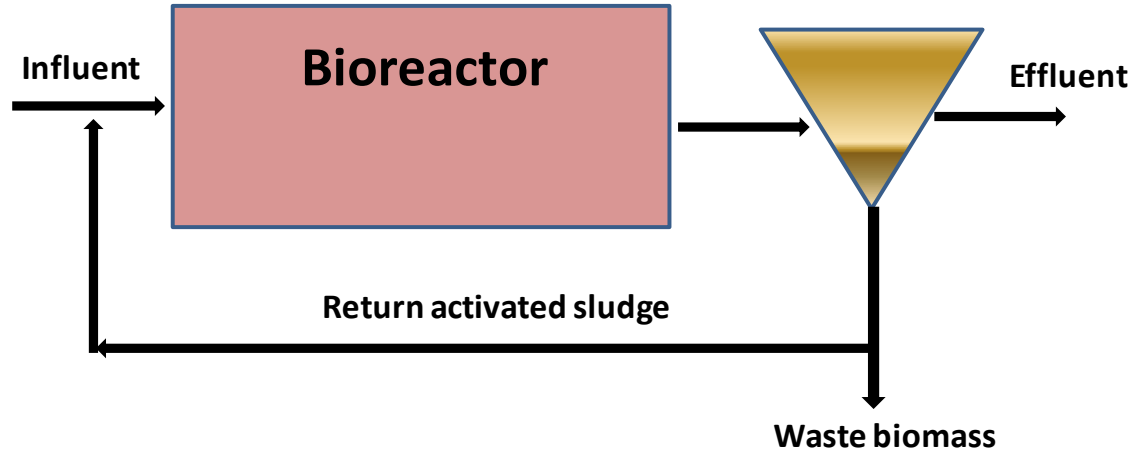 Influent
Bioreactor
Effluent
Return activated sludge
Waste biomass